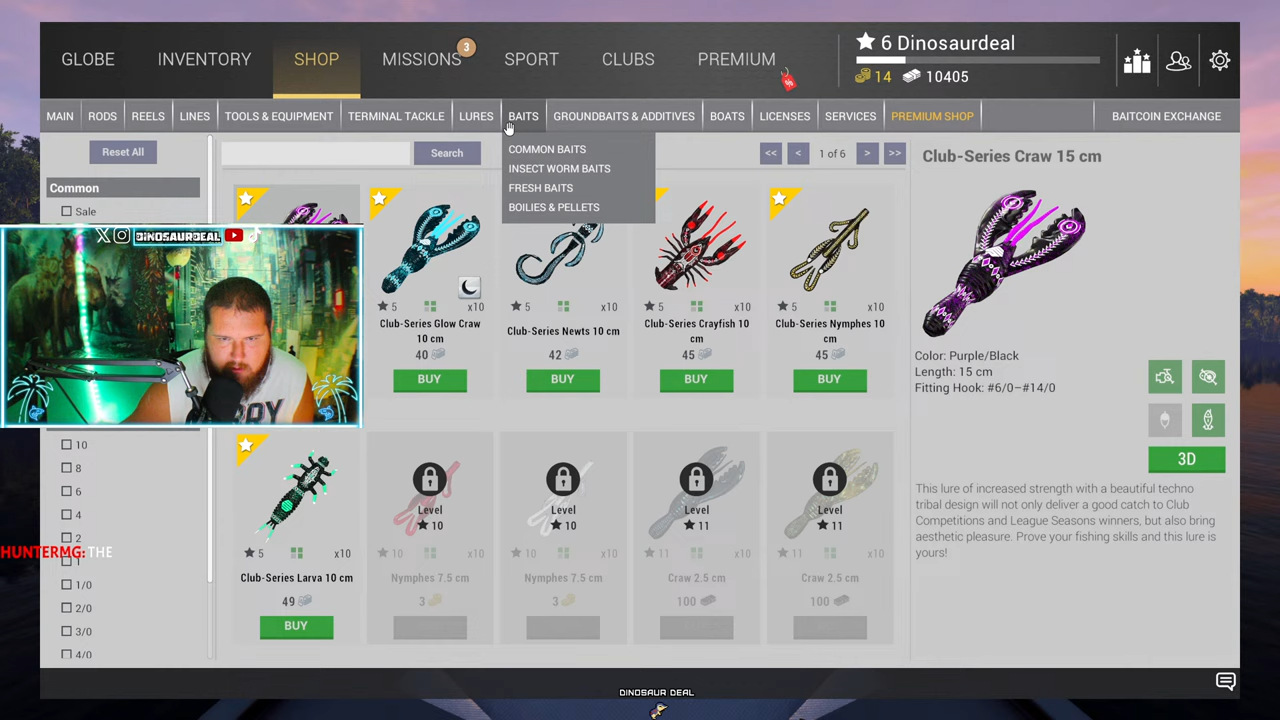 GLOBE INVENTORY SHOP MISSIONS 3 SPORT CLUBS PREMIUM %
6 Dinosaurdeal
14 10405
MAIN RODS REELS LINES TOOLS & EQUIPMENT TERMINAL TACKLE LURES BAITS GROUNDBAITS & ADDITIVES BOATS LICENSES SERVICES PREMIUM SHOP BAITCOIN EXCHANGE
Reset All
Common
Sale
Search
COMMON BAITS
INSECT WORM BAITS
FRESH BAITS
BOILIES & PELLETS
<< < 1 of 6 > >>
DINOSAURDEAL
5 x10
Club-Series Glow Craw 10 cm
40
BUY
5 x10
Club-Series Newts 10 cm
42
BUY
5 x10
Club-Series Crayfish 10 cm
45
BUY
5 x10
Club-Series Nymphes 10 cm
45
BUY
10
8
6
4
2
1
1/0
2/0
3/0
4/0
HUNTERMG: THE
5 x10
Club-Series Larva 10 cm
49
BUY
Level
10
10 x10
Nymphes 7.5 cm
3
Level
10
10 x10
Nymphes 7.5 cm
3
Level
11
11 x10
Craw 2.5 cm
100
Level
11
11 x10
Craw 2.5 cm
100
Club-Series Craw 15 cm
Color: Purple/Black
Length: 15 cm
Fitting Hook: #6/0–#14/0
3D
This lure of increased strength with a beautiful techno
tribal design will not only deliver a good catch to Club
Competitions and League Seasons winners, but also bring
aesthetic pleasure. Prove your fishing skills and this lure is
yours!
DINOSAUR DEAL